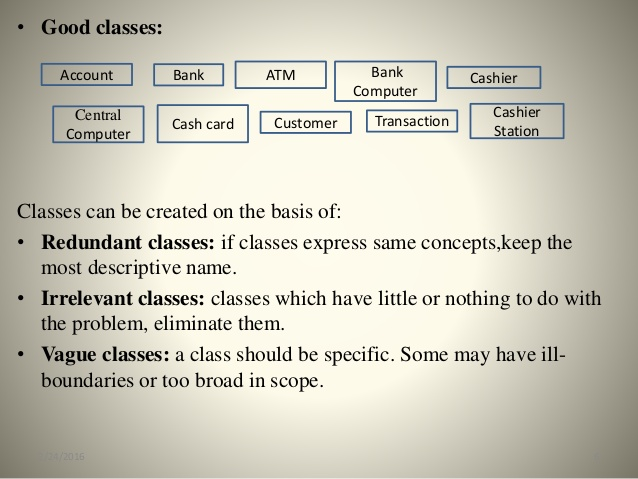 • Good classes:
Account Bank ATM Bank Computer Cashier
Central Computer Cash card Customer Transaction Cashier Station
Classes can be created on the basis of:
• Redundant classes: if classes express same concepts,keep the
most descriptive name.
• Irrelevant classes: classes which have little or nothing to do with
the problem, eliminate them.
• Vague classes: a class should be specific. Some may have ill-
boundaries or too broad in scope.
/2016